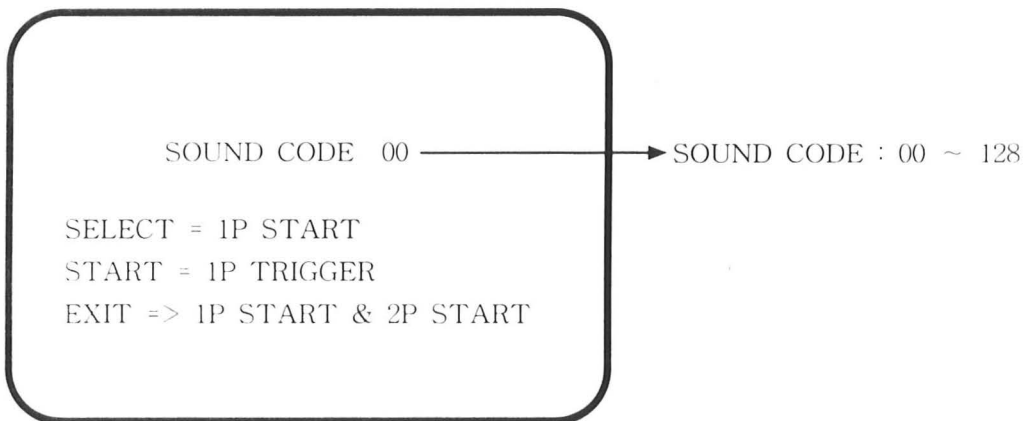 SOUND CODE 00
SOUND CODE : 00 ~ 128
SELECT = 1P START
START = 1P TRIGGER
EXIT => 1P START & 2P START